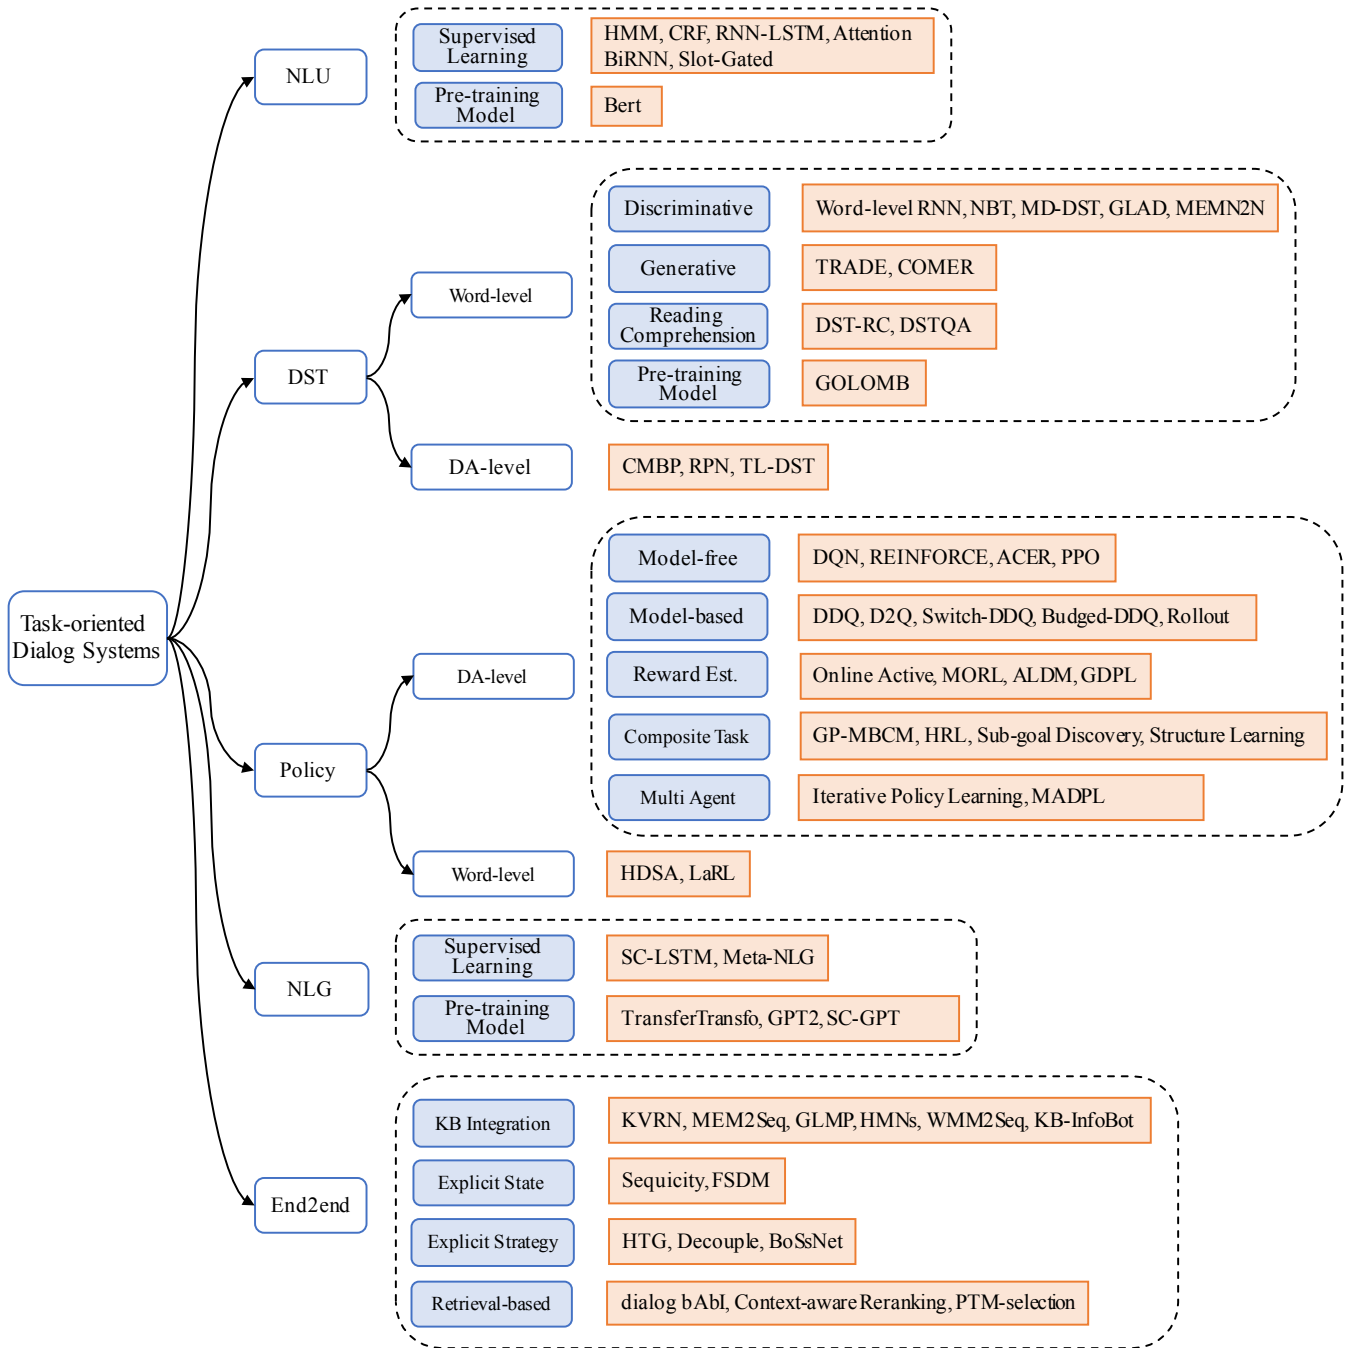 Supervised
Learning
HMM, CRF, RNN-LSTM, Attention
BiRNN, Slot-Gated
NLU
Pre-training
Model
Bert
Discriminative
Word-level RNN, NBT, MD-DST, GLAD, MEMN2N
Generative
TRADE, COMER
Word-level
Reading
Comprehension
DST-RC, DSTQA
DST
Pre-training
Model
GOLOMB
DA-level
CMBP, RPN, TL-DST
Model-free
DQN, REINFORCE, ACER, PPO
Model-based
DDQ, D2Q, Switch-DDQ, Budged-DDQ, Rollout
Task-oriented
Dialog Systems
DA-level
Reward Est.
Online Active, MORL, ALDM, GDPL
Composite Task
GP-MBCM, HRL, Sub-goal Discovery, Structure Learning
Policy
Multi Agent
Iterative Policy Learning, MADPL
Word-level
HDSA, LaRL
Supervised
Learning
SC-LSTM, Meta-NLG
NLG
Pre-training
Model
TransferTransfo, GPT2, SC-GPT
KB Integration
KVRN, MEM2Seq, GLMP, HMNs, WMM2Seq, KB-InfoBot
Explicit State
Sequicity, FSDM
End2end
Explicit Strategy
HTG, Decouple, BoSsNet
Retrieval-based
dialog bAbI, Context-aware Reranking, PTM-selection